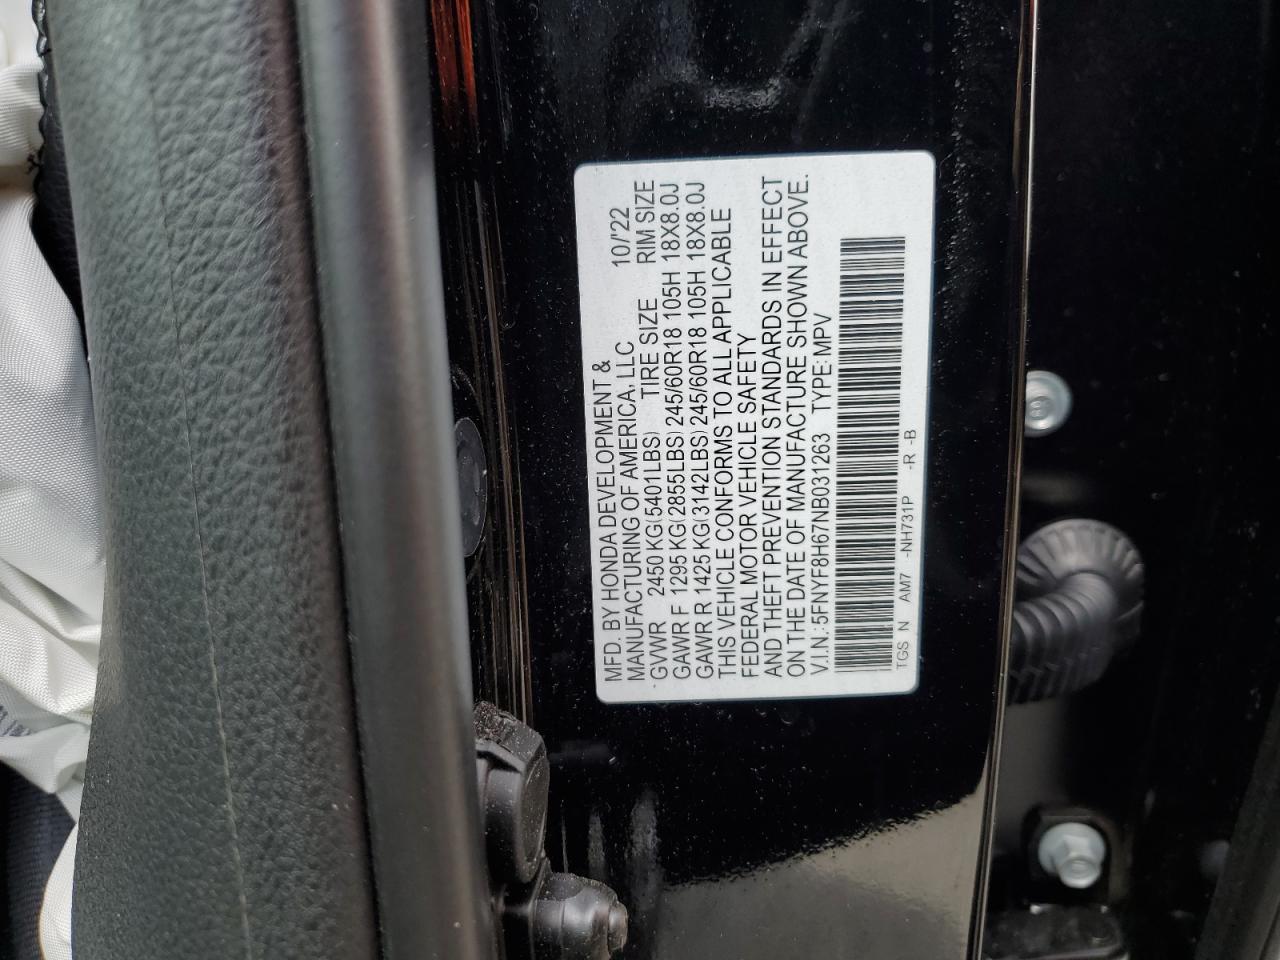 MFD. BY HONDA DEVELOPMENT &
MANUFACTURING OF AMERICA, LLC 10/22
GVWR 2450 KG(5401LBS) TIRE SIZE RIM SIZE
GAWR F 1295 KG(2855LBS) 245/60R18 105H 18X8.0J
GAWR R 1425 KG(3142LBS) 245/60R18 105H 18X8.0J
THIS VEHICLE CONFORMS TO ALL APPLICABLE
FEDERAL MOTOR VEHICLE SAFETY
AND THEFT PREVENTION STANDARDS IN EFFECT
ON THE DATE OF MANUFACTURE SHOWN ABOVE.
V.I.N.: 5FNYF8H67NB031263 TYPE: MPV
TGS N AM7 -NH731P -R -B